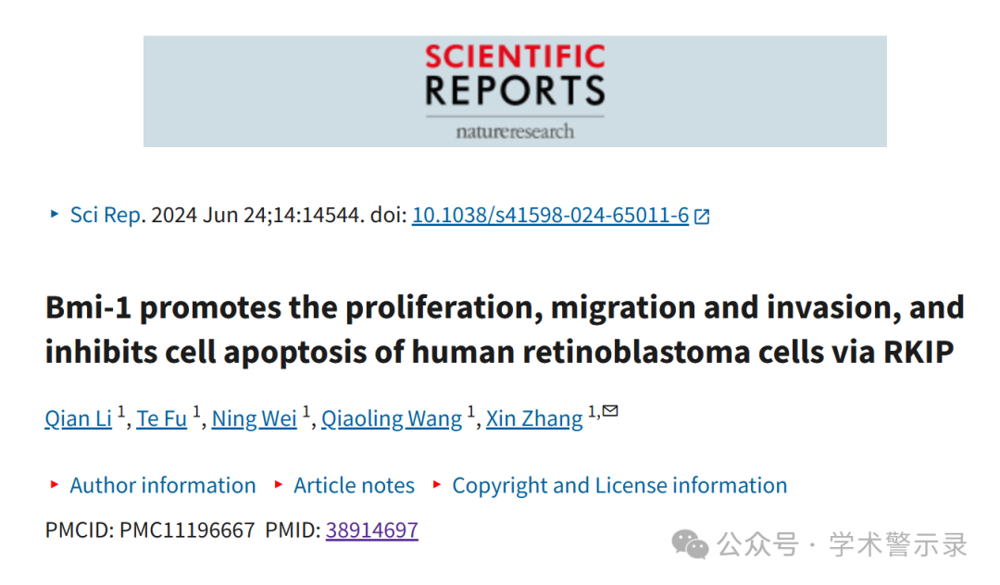 SCIENTIFIC
REPORTS
natureresearch
Sci Rep. 2024 Jun 24;14:14544. doi: 10.1038/s41598-024-65011-6
Bmi-1 promotes the proliferation, migration and invasion, and
inhibits cell apoptosis of human retinoblastoma cells via RKIP
Qian Li 1, Te Fu 1, Ning Wei 1, Qiaoling Wang 1, Xin Zhang 1,✉
Author information Article notes Copyright and License information
PMCID: PMC11196667 PMID: 38914697
公众号 · 学术警示录